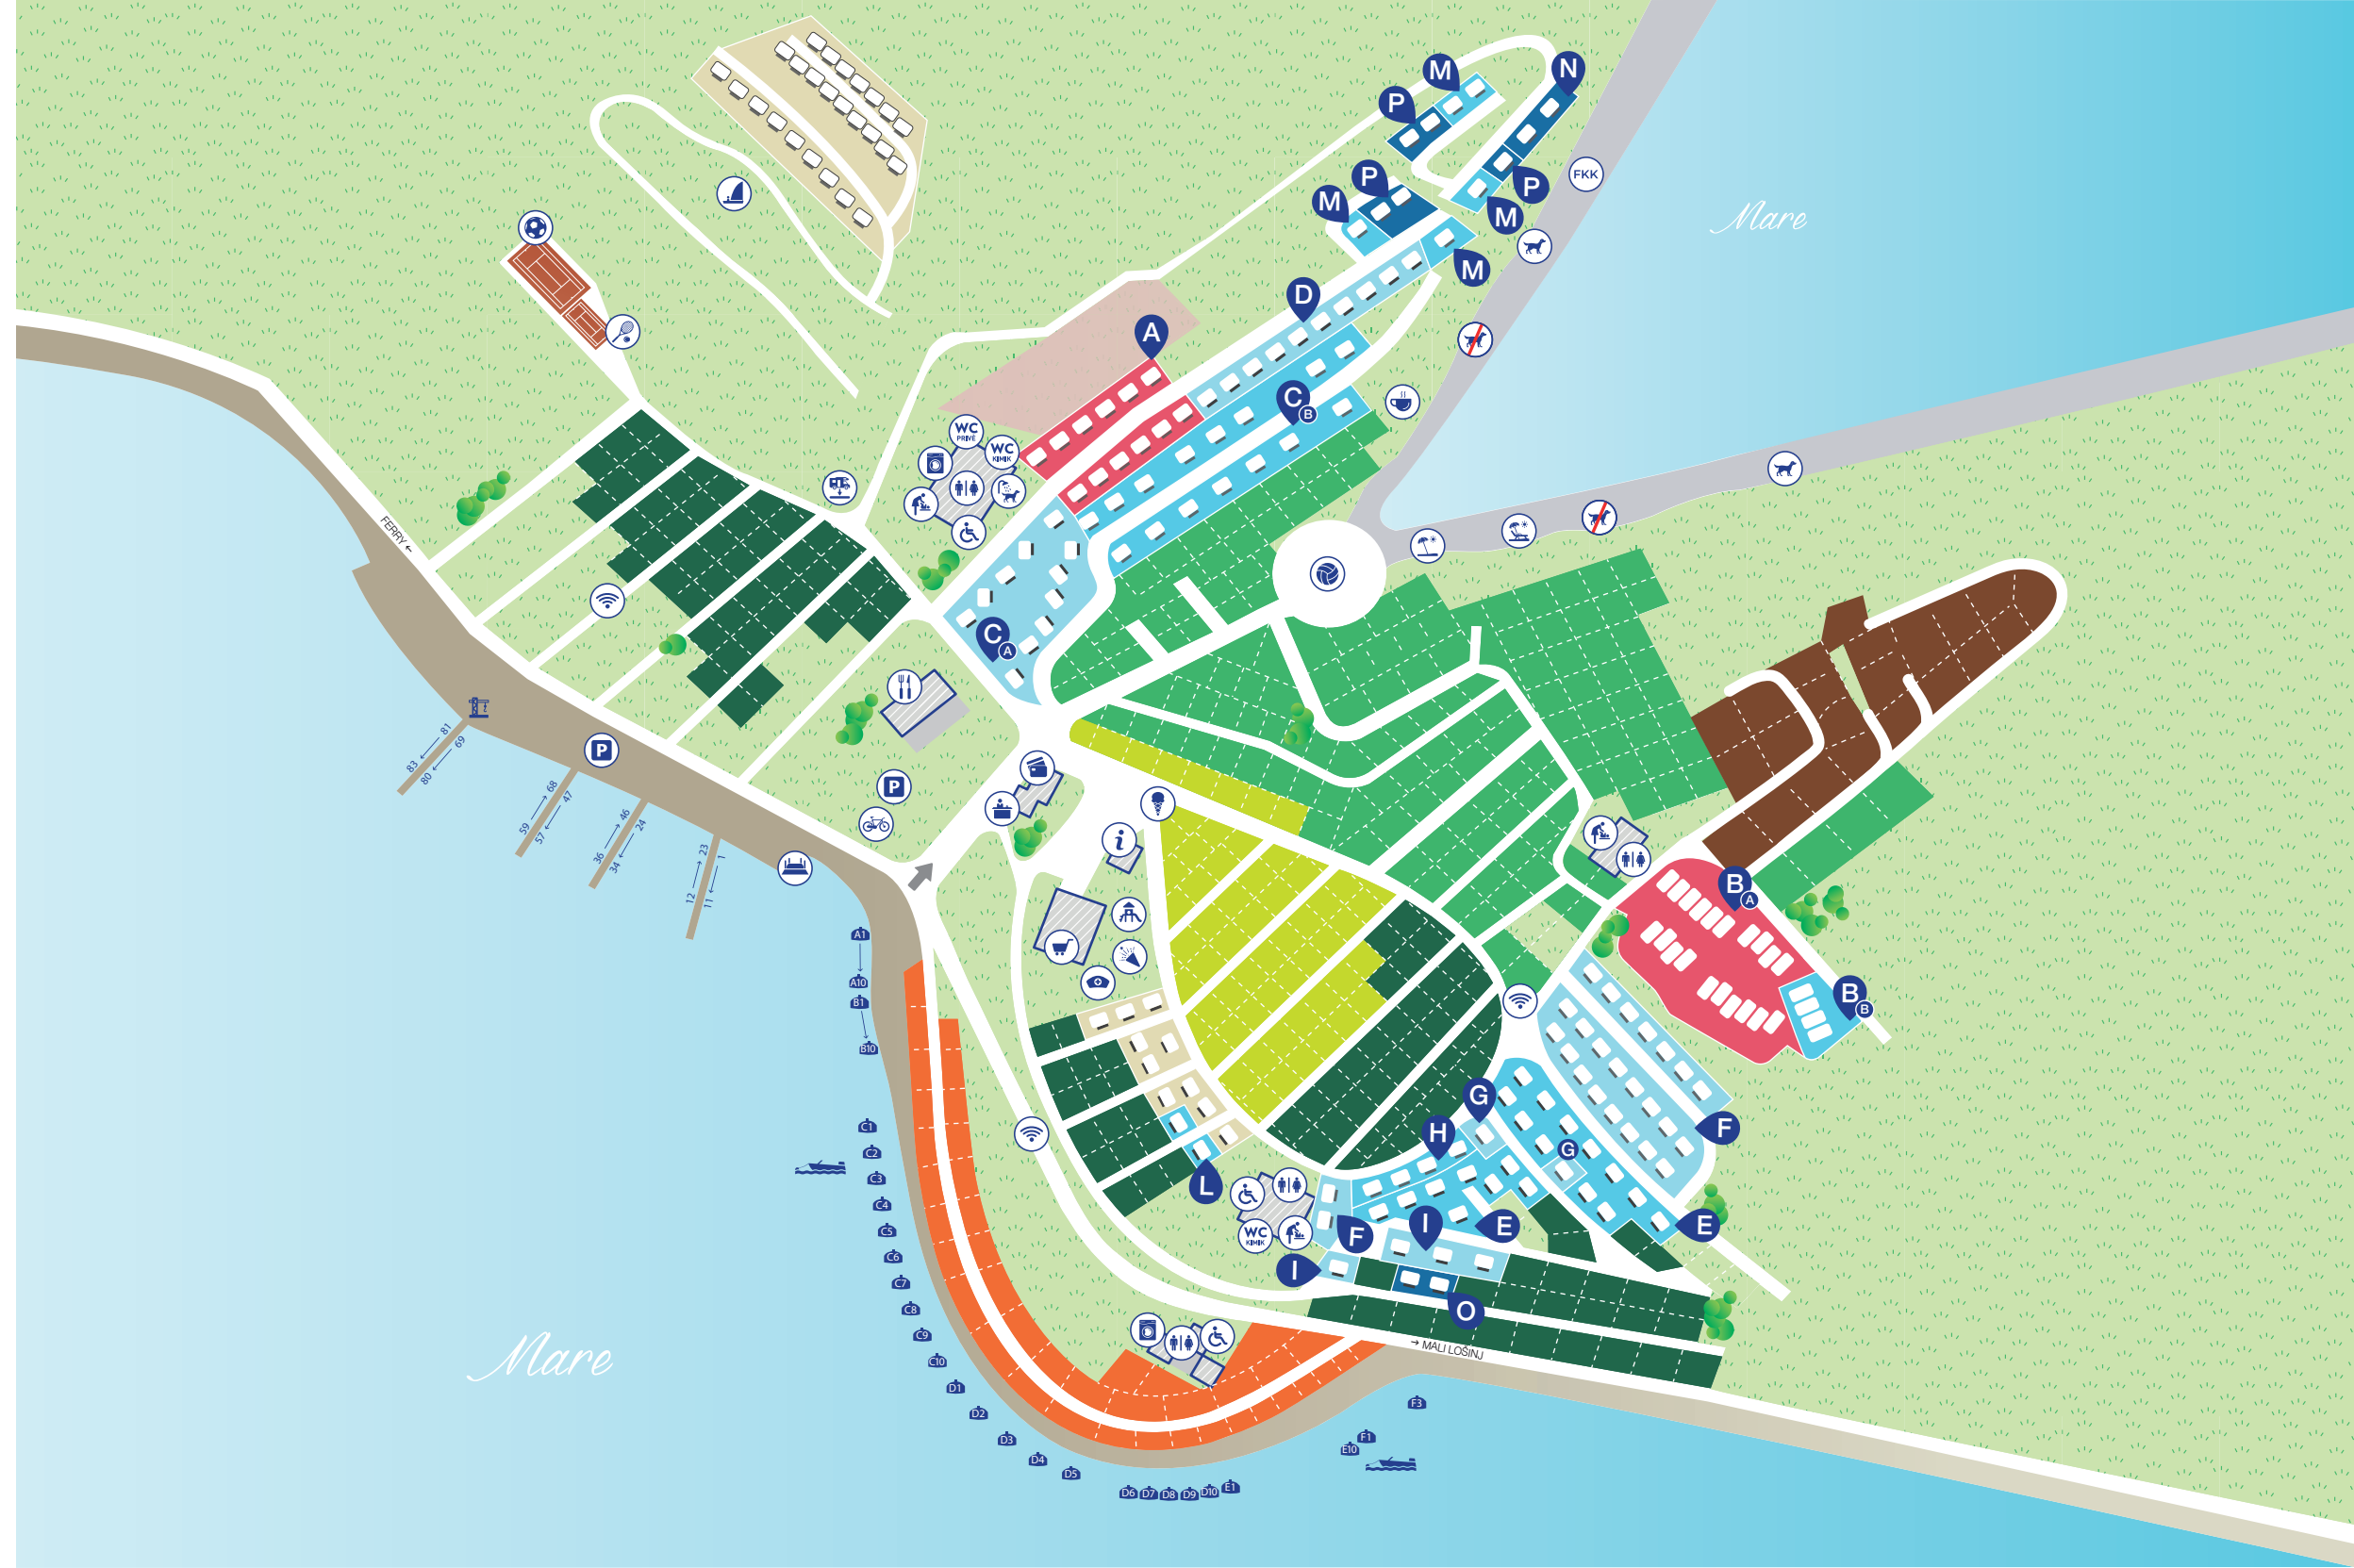 M
N
P
P
M
P
M
M
FKK
Mare
D
A
C
B
WC
PRIVÉ
WC
KIMIK
FERRY ←
C
A
81
83
69
80
68
59
47
57
46
36
24
34
23
12
1
11
P
P
i
B
A
B
B
A1
A10
B1
B10
C1
C2
C3
C4
C5
C6
C7
C8
C9
C10
D1
D2
D3
D4
D5
D6
D7
D8
D9
D10
E1
E10
F1
F3
G
H
G
F
L
WC
KIMIK
F
I
E
E
I
O
→ MALI LOŠINJ
Mare